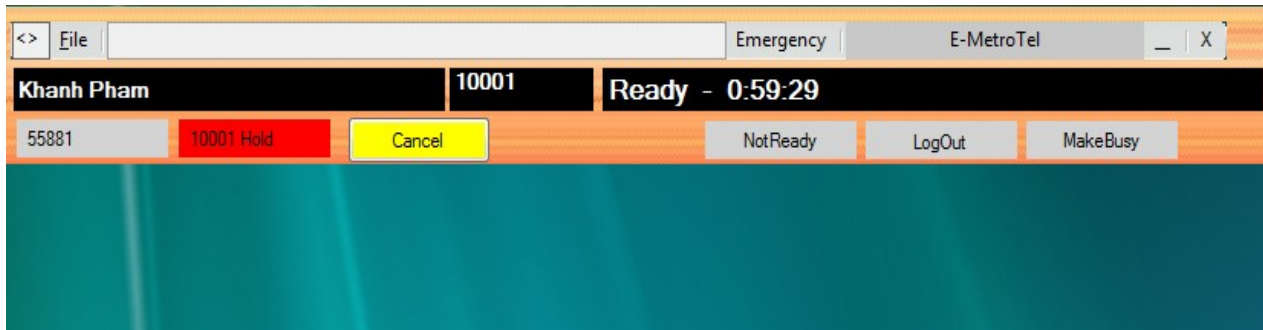 <> File Emergency E-MetroTel _ X
Khanh Pham 10001 Ready - 0:59:29
55881 10001 Hold Cancel NotReady LogOut MakeBusy